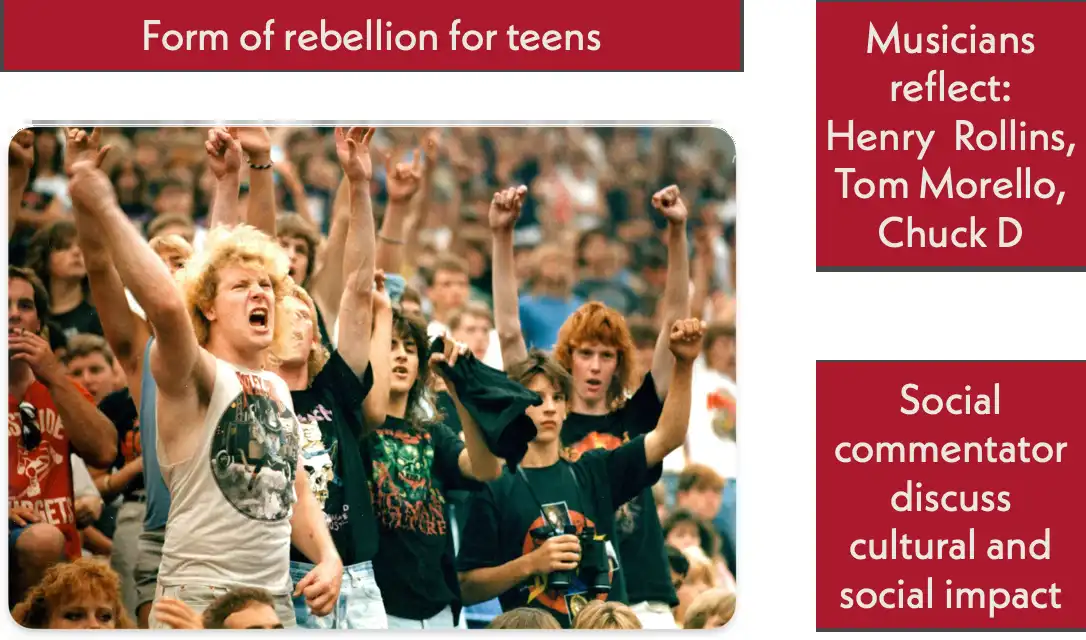 Form of rebellion for teens
Musicians
reflect:
Henry Rollins,
Tom Morello,
Chuck D
Social
commentator
discuss
cultural and
social impact